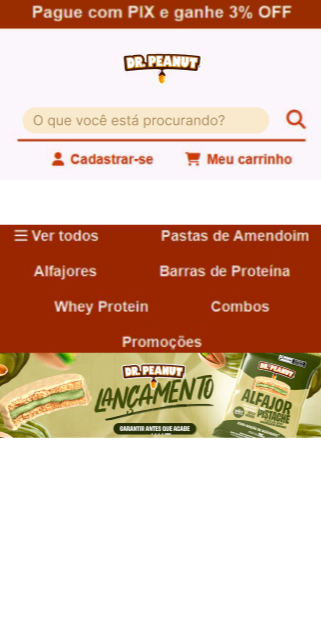 Pague com PIX e ganhe 3% OFF
DR. PEANUT
O que você está procurando?
Cadastrar-se
Meu carrinho
Ver todos
Pastas de Amendoim
Alfajores
Barras de Proteína
Whey Protein
Combos
Promoções
DR. PEANUT
LANÇAMENTO
GARANTIR ANTES QUE ACABE
DR. PEANUT
ALFAJOR
PISTACHE